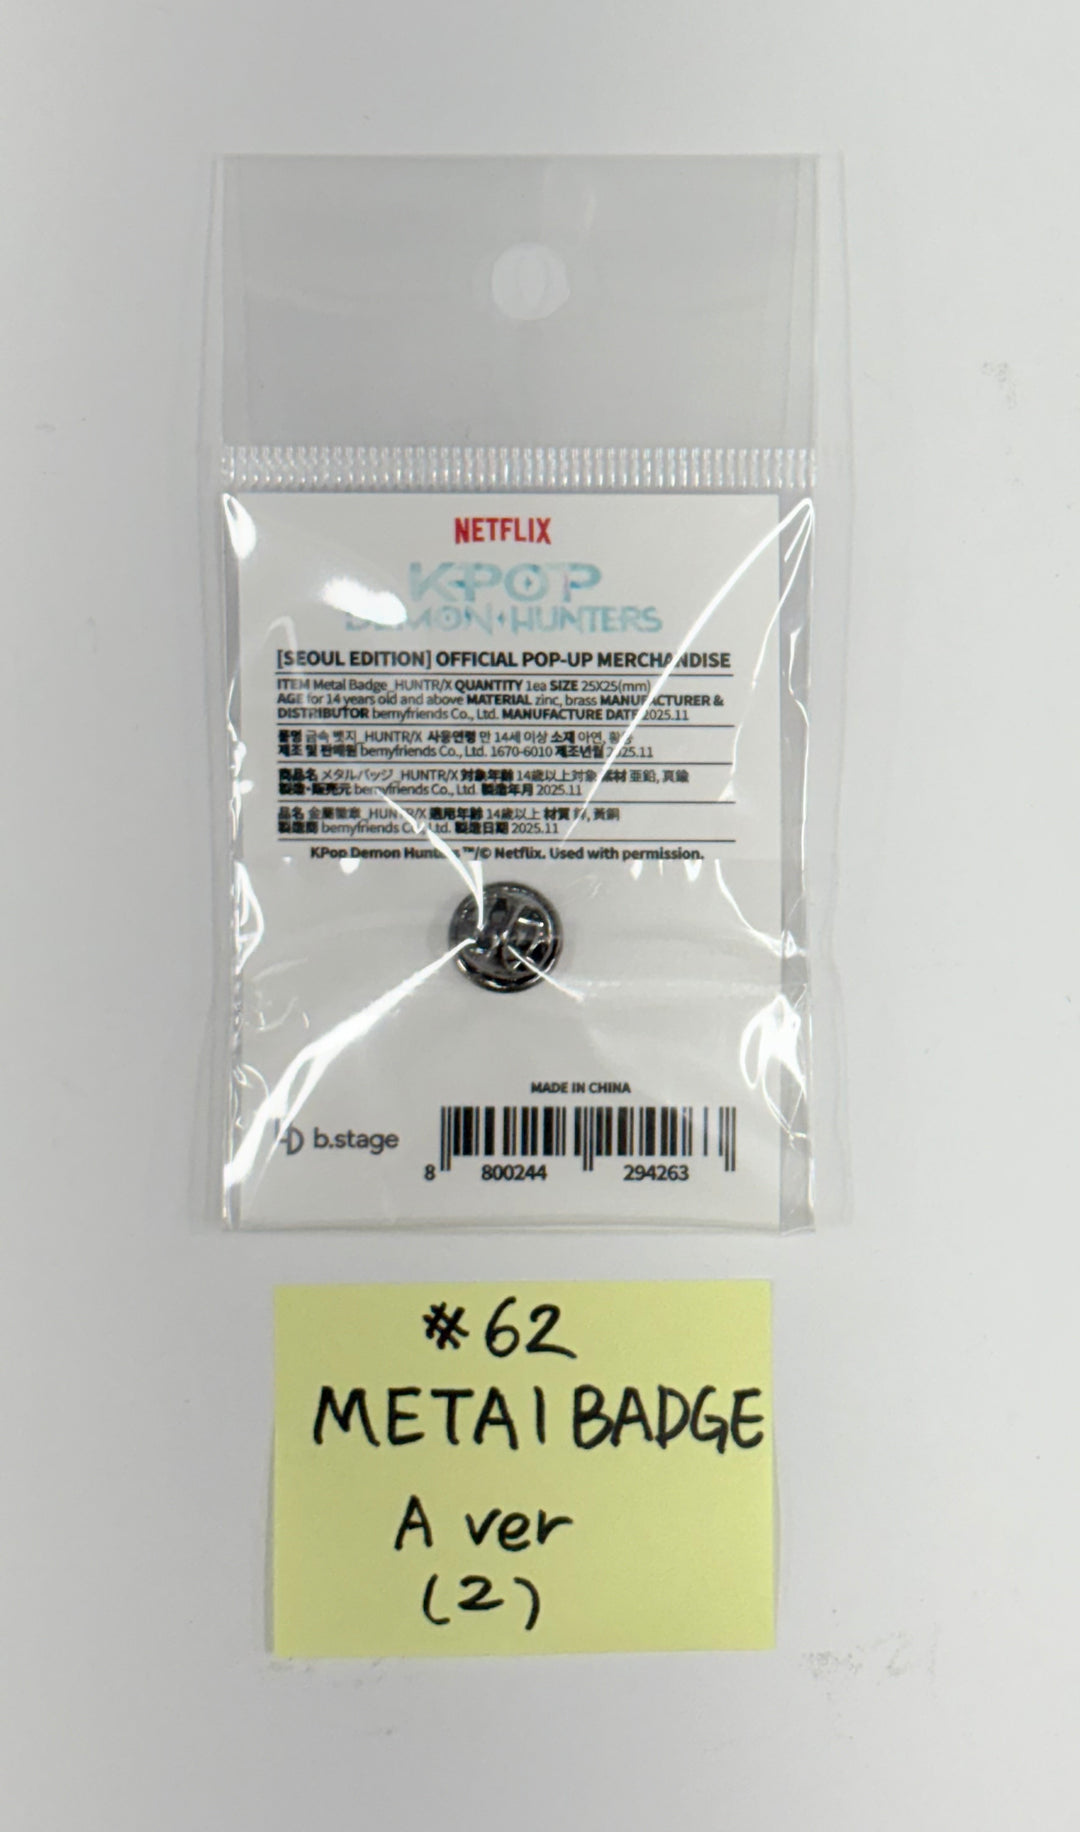 NETFLIX
K-POP
DEMON HUNTERS
[SEOUL EDITION] OFFICIAL POP-UP MERCHANDISE
ITEM Metal Badge_HUNTR/X QUANTITY 1ea SIZE 25X25(mm)
AGE for 14 years old and above MATERIAL zinc, brass MANUFACTURER &
DISTRIBUTOR bemyfriends Co., Ltd. MANUFACTURE DATE 2025.11
품명 금속 뱃지_HUNTR/X 사용연령 만 14세 이상 소재 아연, 황동
제조 및 판매원 bemyfriends Co., Ltd. 1670-6010 제조년월 2025.11
商品名 メタルバッジ_HUNTR/X 対象年齢 14歳以上対象 素材 亜鉛, 真鍮
製造・販売元 bemyfriends Co., Ltd. 製造年月 2025.11
品名 金屬徽章_HUNTR/X 適用年齡 14歲以上 材質 鋅, 黃銅
製造商 bemyfriends Co., Ltd. 製造日期 2025.11
KPop Demon Hunters ™/© Netflix. Used with permission.
MADE IN CHINA
b.stage
8 800244 294263
#62
METAl BADGE
A ver
(2)